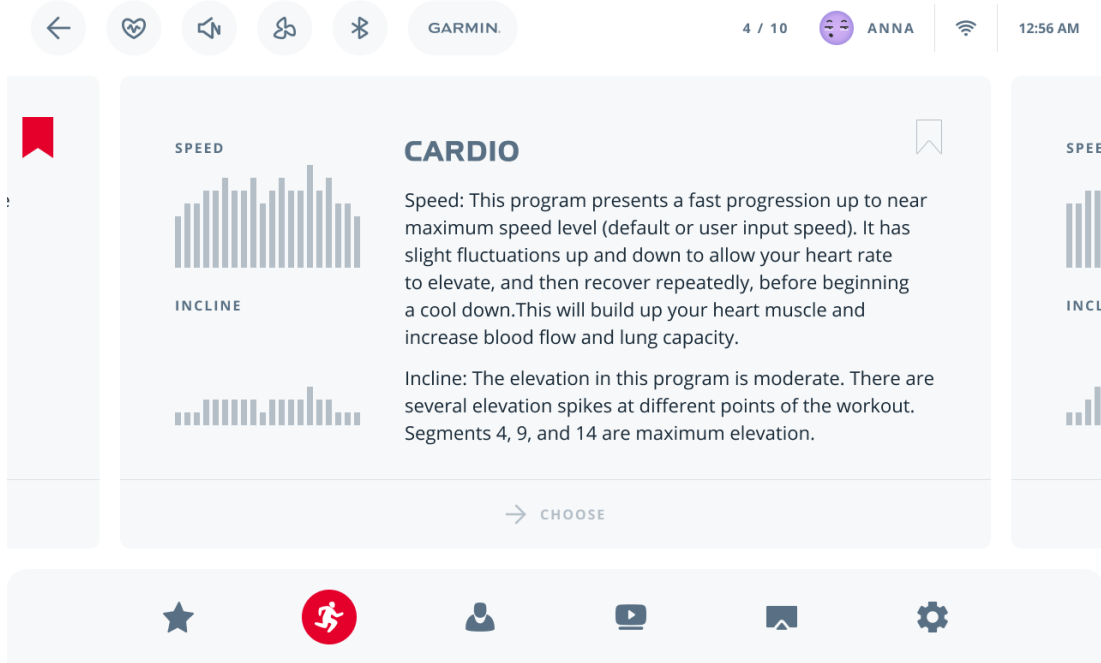 GARMIN.
4 / 10
ANNA
12:56 AM
SPEED
CARDIO
Speed: This program presents a fast progression up to near
maximum speed level (default or user input speed). It has
slight fluctuations up and down to allow your heart rate
to elevate, and then recover repeatedly, before beginning
a cool down.This will build up your heart muscle and
increase blood flow and lung capacity.
INCLINE
Incline: The elevation in this program is moderate. There are
several elevation spikes at different points of the workout.
Segments 4, 9, and 14 are maximum elevation.
CHOOSE